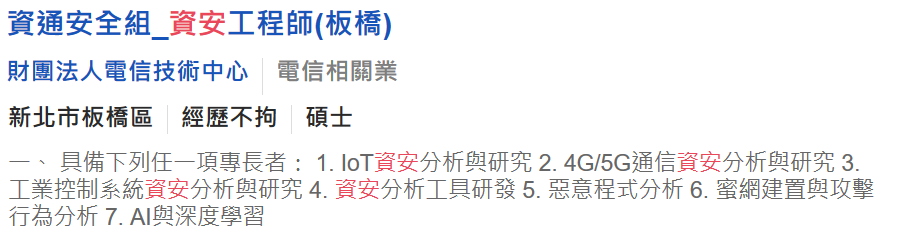 資通安全組_資安工程師(板橋)
財團法人電信技術中心 電信相關業
新北市板橋區 經歷不拘 碩士
一、 具備下列任一項專長者： 1. IoT資安分析與研究 2. 4G/5G通信資安分析與研究 3.
工業控制系統資安分析與研究 4. 資安分析工具研發 5. 惡意程式分析 6. 蜜網建置與攻擊
行為分析 7. AI與深度學習